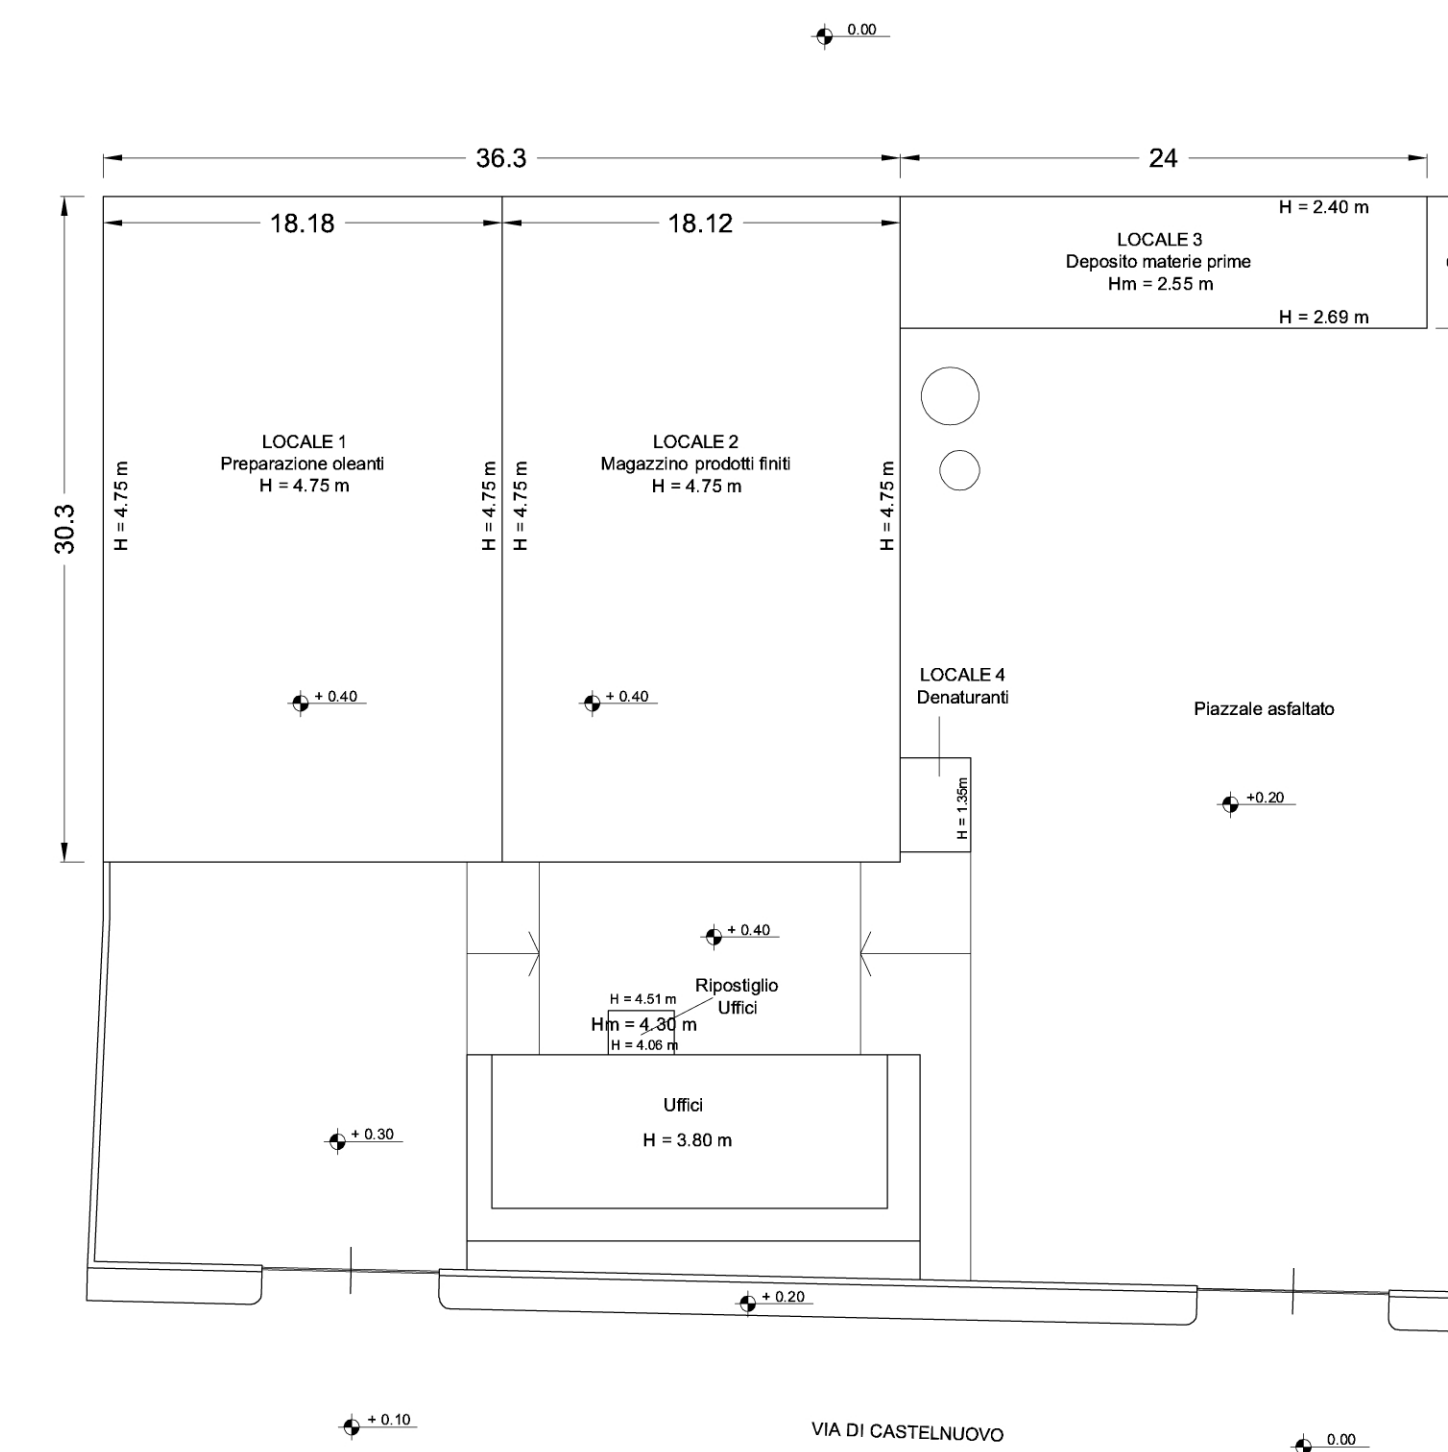 0.00
36.3
24
18.18
18.12
H = 2.40 m
LOCALE 3
Deposito materie prime
Hm = 2.55 m
H = 2.69 m
30.3
LOCALE 1
Preparazione oleanti
H = 4.75 m
LOCALE 2
Magazzino prodotti finiti
H = 4.75 m
H = 4.75 m
H = 4.75 m
H = 4.75 m
H = 4.75 m
LOCALE 4
Denaturanti
+ 0.40
+ 0.40
Piazzale asfaltato
H = 1.35m
+0.20
+ 0.40
Ripostiglio
Uffici
H = 4.51 m
Hm = 4.30 m
H = 4.06 m
Uffici
H = 3.80 m
+ 0.30
+ 0.20
+ 0.10
VIA DI CASTELNUOVO
0.00